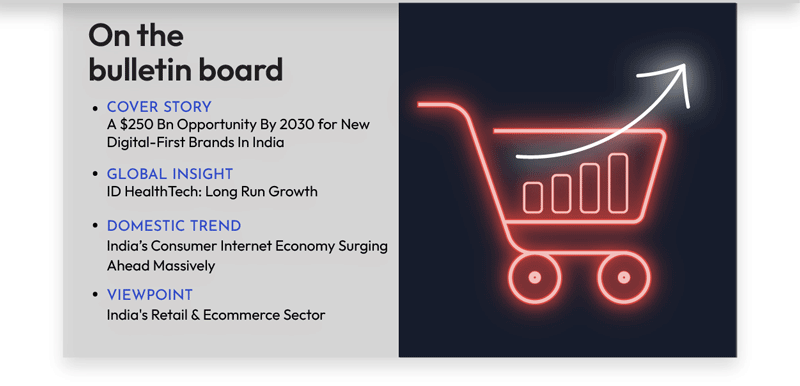 On the
bulletin board
• COVER STORY
A $250 Bn Opportunity By 2030 for New
Digital-First Brands In India
• GLOBAL INSIGHT
ID HealthTech: Long Run Growth
• DOMESTIC TREND
India's Consumer Internet Economy Surging
Ahead Massively
• VIEWPOINT
India's Retail & Ecommerce Sector